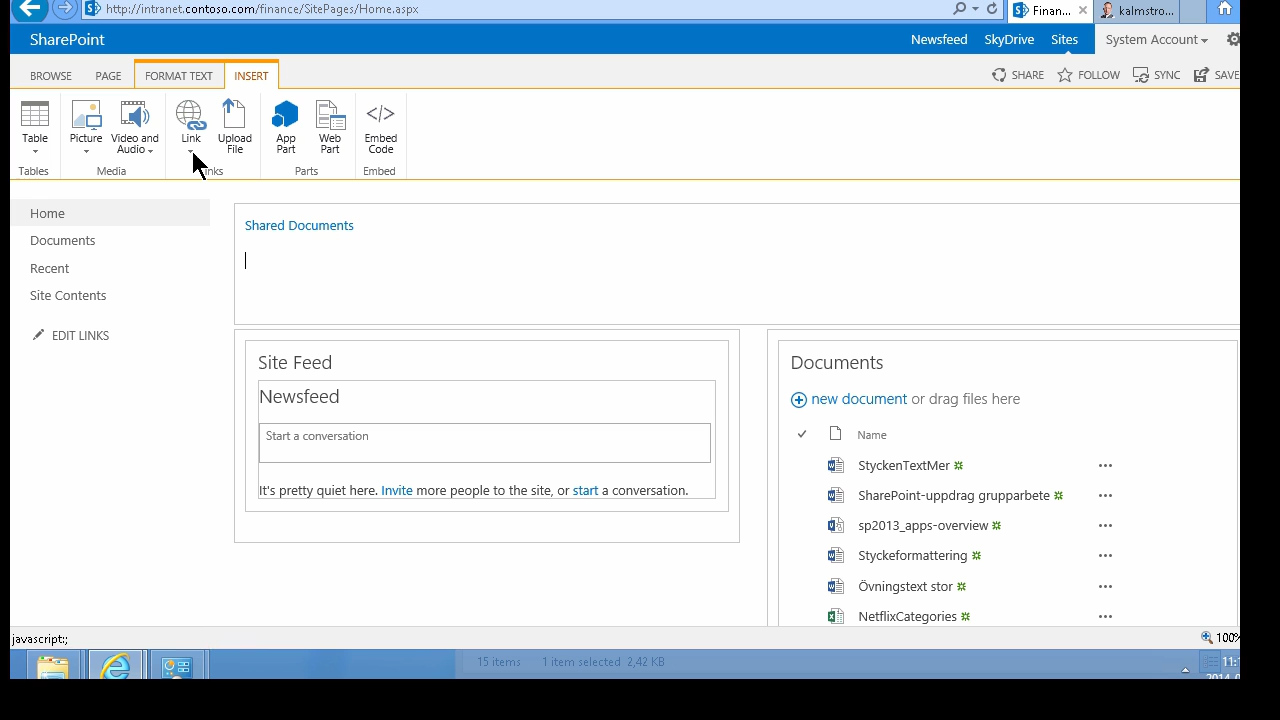 http://intranet.contoso.com/finance/SitePages/Home.aspx
Finan...
kalmstro...
SharePoint
Newsfeed SkyDrive Sites System Account
BROWSE PAGE FORMAT TEXT INSERT
SHARE FOLLOW SYNC SAVE
Table
Picture
Video and Audio
Link
Upload File
App Part
Web Part
Embed Code
Tables Media Parts Embed
Home
Documents
Recent
Site Contents
EDIT LINKS
Shared Documents
Site Feed
Newsfeed
Start a conversation
It's pretty quiet here. Invite more people to the site, or start a conversation.
Documents
new document or drag files here
Name
StyckenTextMer
SharePoint-uppdrag grupparbete
sp2013_apps-overview
Styckeformattering
Övningstext stor
NetflixCategories
javascript:;
100%
15 items 1 item selected 2,42 KB